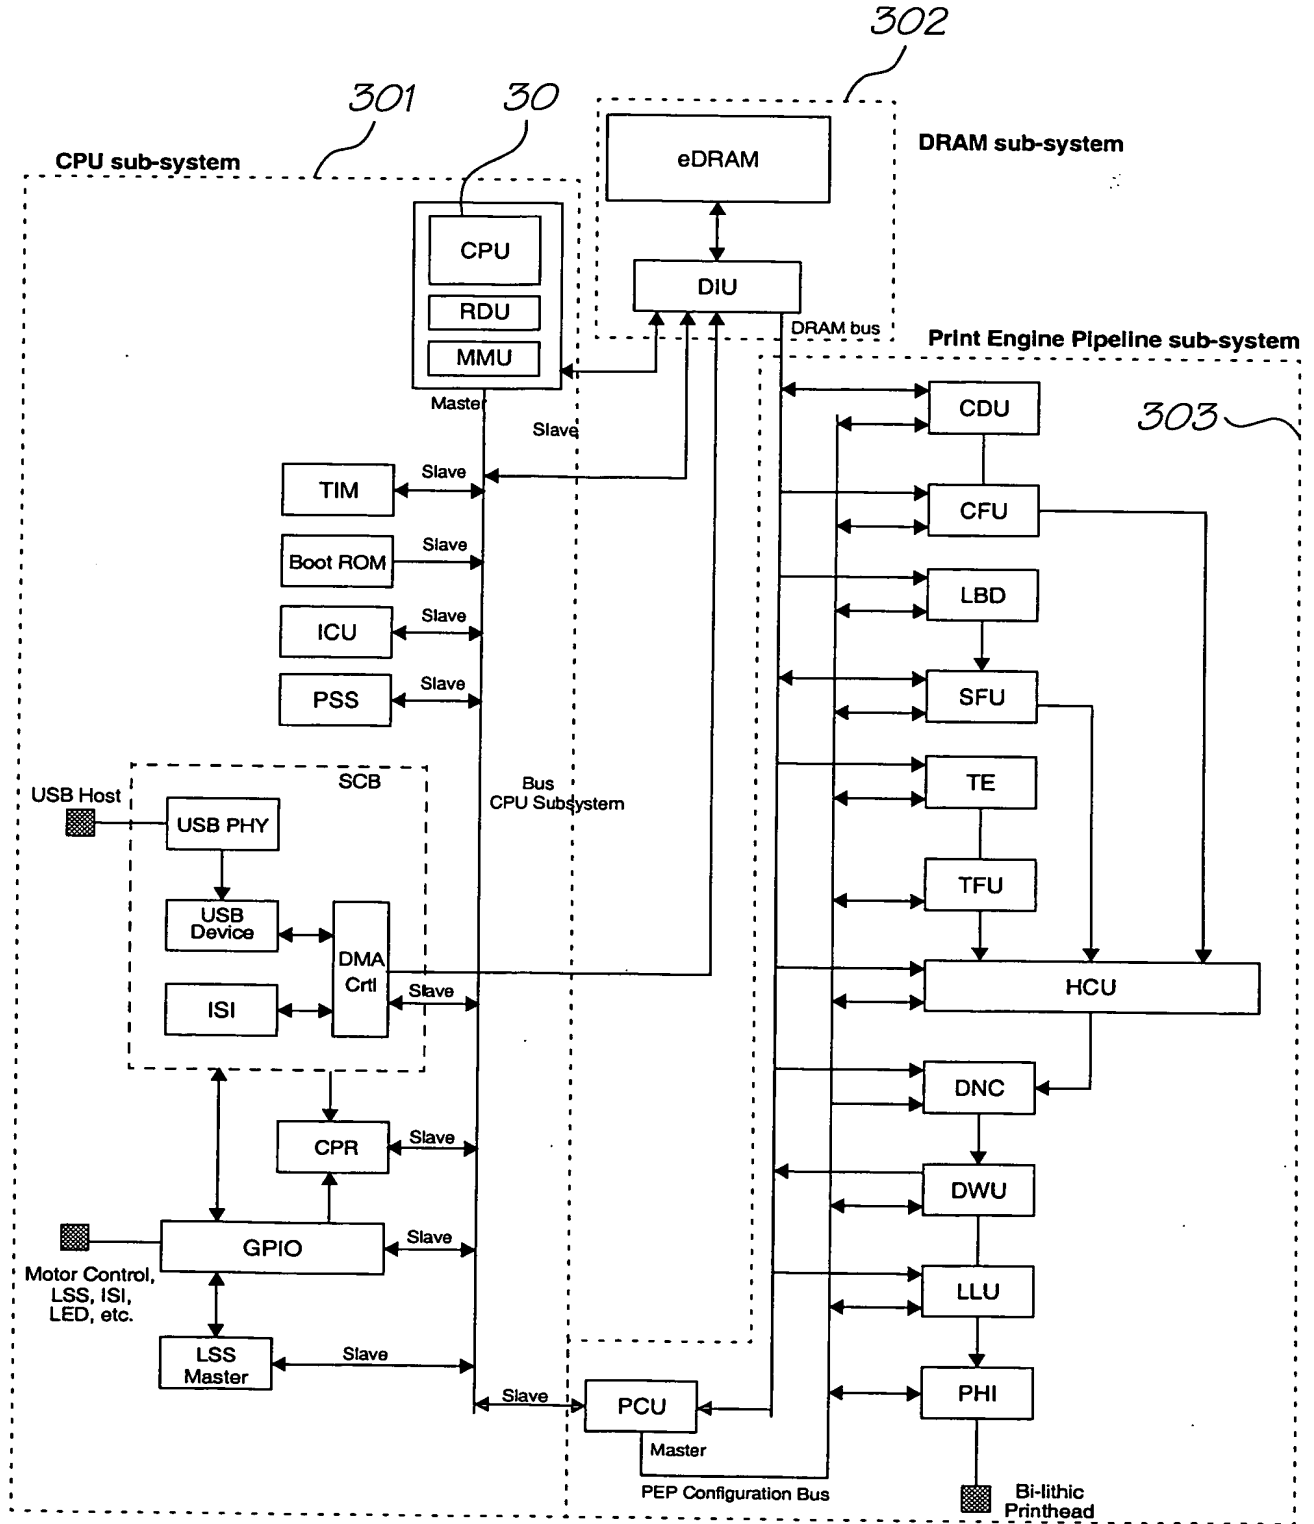 302
301
30
CPU sub-system
eDRAM
DRAM sub-system
CPU
DIU
RDU
DRAM bus
Print Engine Pipeline sub-system
MMU
Master
CDU
303
Slave
Slave
TIM
CFU
Slave
Boot ROM
LBD
Slave
ICU
Slave
PSS
SFU
SCB
Bus
CPU Subsystem
TE
USB Host
USB PHY
TFU
USB
Device
DMA
Crtl
HCU
Slave
ISI
DNC
CPR
Slave
DWU
GPIO
Slave
Motor Control,
LSS, ISI,
LED, etc.
LLU
LSS
Master
Slave
Slave
PCU
PHI
Master
PEP Configuration Bus
Bi-lithic
Printhead